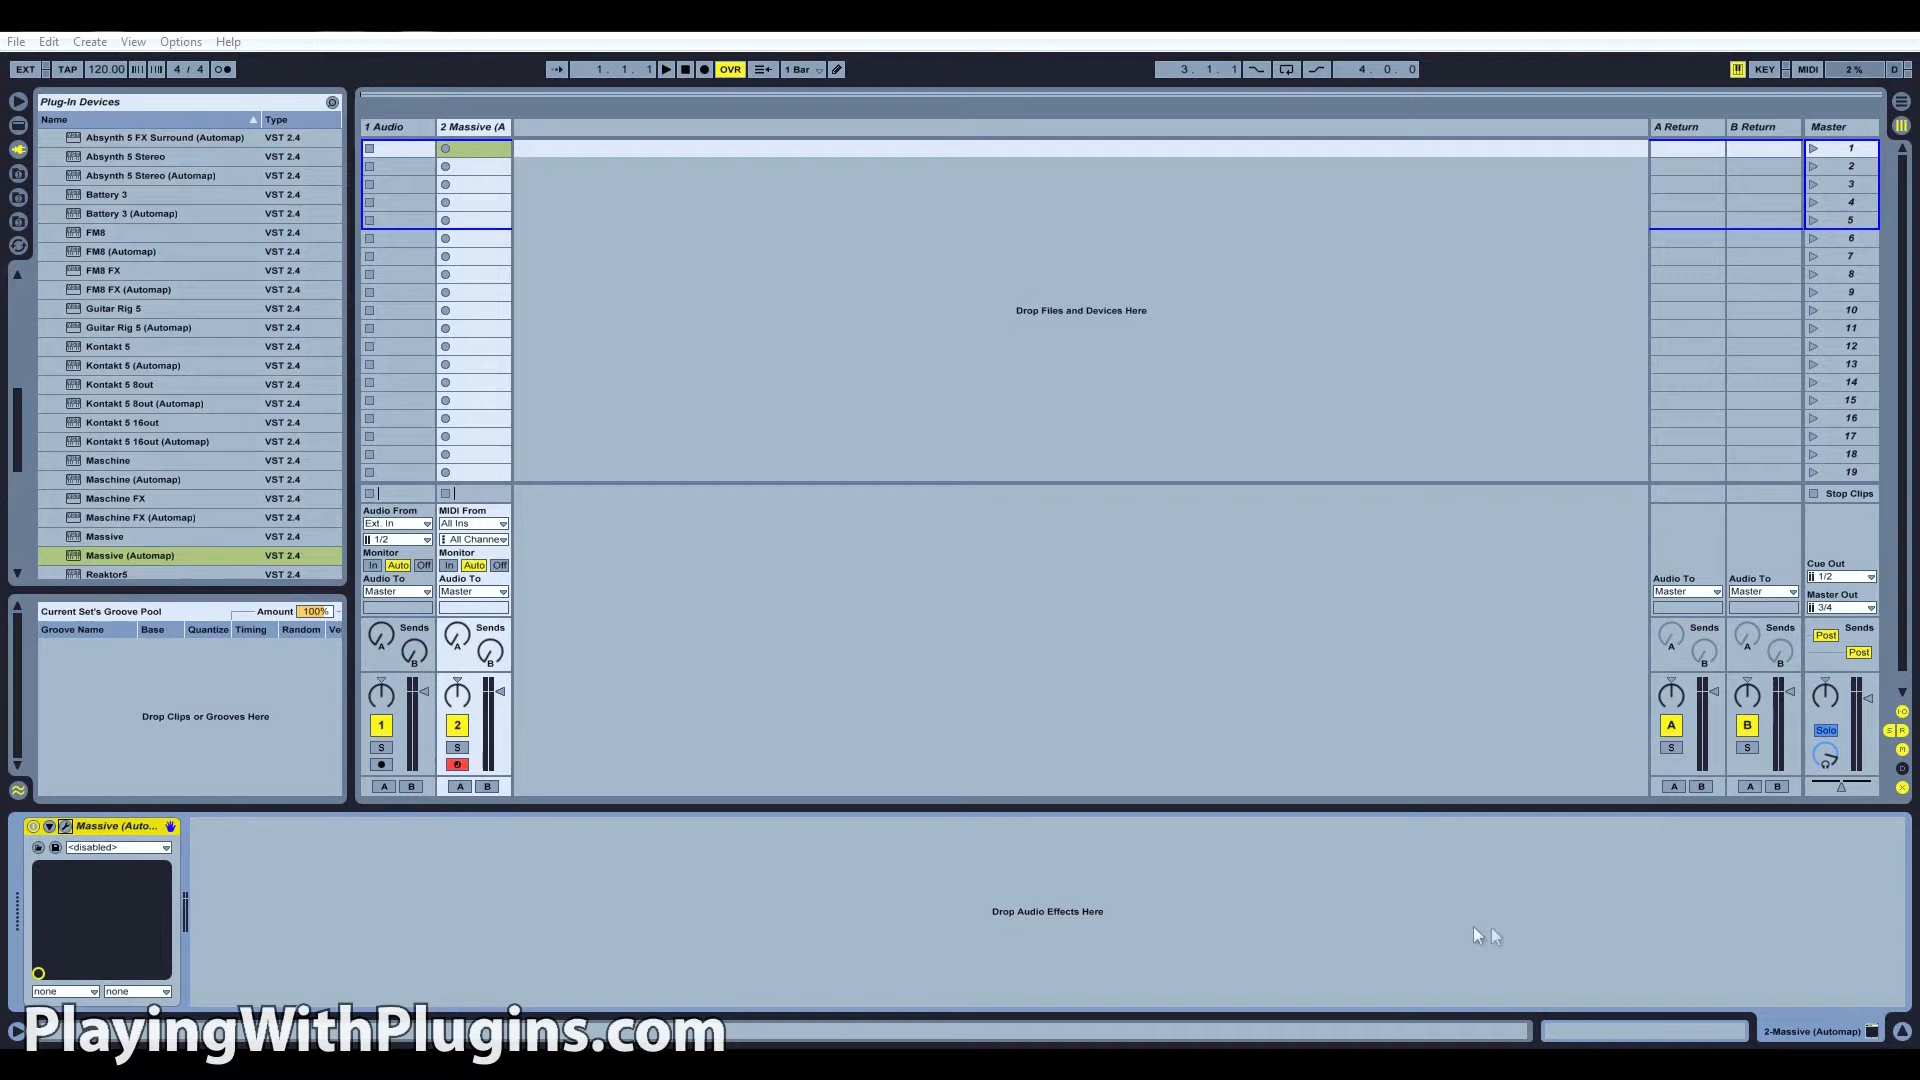 File Edit Create View Options Help
EXT TAP 120.00 4 / 4 1. 1. 1 OVR 1 Bar 3. 1. 1 4. 0. 0 KEY MIDI 2 % D
Plug-In Devices
Name Type
Absynth 5 FX Surround (Automap) VST 2.4
Absynth 5 Stereo VST 2.4
Absynth 5 Stereo (Automap) VST 2.4
Battery 3 VST 2.4
Battery 3 (Automap) VST 2.4
FM8 VST 2.4
FM8 (Automap) VST 2.4
FM8 FX VST 2.4
FM8 FX (Automap) VST 2.4
Guitar Rig 5 VST 2.4
Guitar Rig 5 (Automap) VST 2.4
Kontakt 5 VST 2.4
Kontakt 5 (Automap) VST 2.4
Kontakt 5 8out VST 2.4
Kontakt 5 8out (Automap) VST 2.4
Kontakt 5 16out VST 2.4
Kontakt 5 16out (Automap) VST 2.4
Maschine VST 2.4
Maschine (Automap) VST 2.4
Maschine FX VST 2.4
Maschine FX (Automap) VST 2.4
Massive VST 2.4
Massive (Automap) VST 2.4
Reaktor5 VST 2.4
Current Set's Groove Pool Amount 100%
Groove Name Base Quantize Timing Random Ve
Drop Clips or Grooves Here
1 Audio 2 Massive (A A Return B Return Master
1
2
3
4
5
6
7
8
9
10
11
12
13
14
15
16
17
18
19
Drop Files and Devices Here
Stop Clips
Audio From MIDI From
Ext. In All Ins
1/2 All Channe
Monitor Monitor
In Auto Off In Auto Off
Audio To Audio To Audio To Audio To
Master Master Master Master
Cue Out
1/2
Master Out
3/4
Sends Sends Sends Sends Sends
A B A B A B A B Post Post
1 2 A B Solo
S S S S
A B A B A B A B
S R
M
D
X
Massive (Auto...
<disabled>
none none
Drop Audio Effects Here
PlayingWithPlugins.com
2-Massive (Automap)